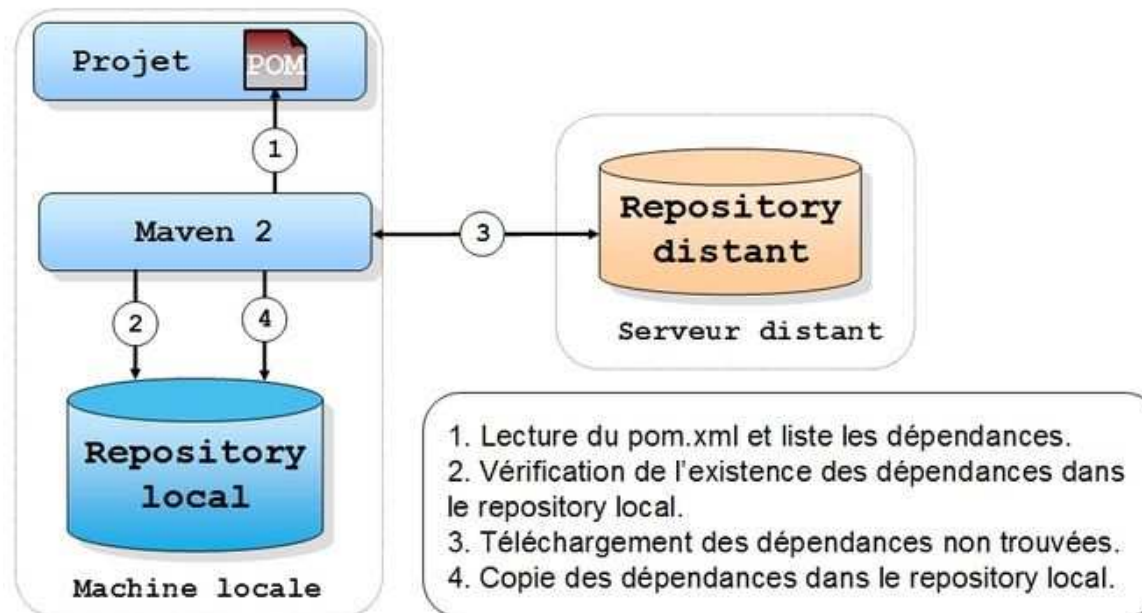 Projet
POM
1
Maven 2
3
Repository
distant
2
4
Serveur distant
Repository
local
Machine locale
1. Lecture du pom.xml et liste les dépendances.
2. Vérification de l'existence des dépendances dans
le repository local.
3. Téléchargement des dépendances non trouvées.
4. Copie des dépendances dans le repository local.